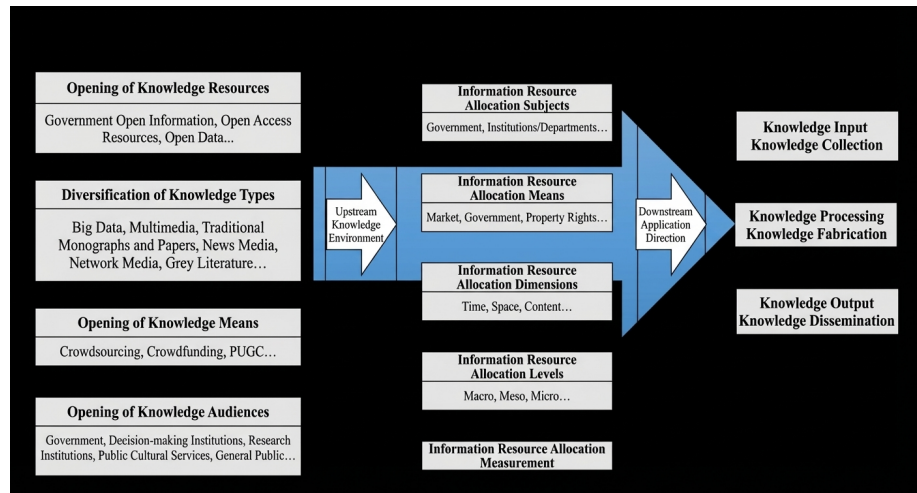 Opening of Knowledge Resources
Government Open Information, Open Access
Resources, Open Data...
Diversification of Knowledge Types
Big Data, Multimedia, Traditional
Monographs and Papers, News Media,
Network Media, Grey Literature…
Opening of Knowledge Means
Crowdsourcing, Crowdfunding, PUGC…
Opening of Knowledge Audiences
Government, Decision-making Institutions, Research
Institutions, Public Cultural Services, General Public…
Upstream
Knowledge
Environment
Information Resource
Allocation Subjects
Government, Institutions/Departments…
Information Resource
Allocation Means
Market, Government, Property Rights…
Information Resource
Allocation Dimensions
Time, Space, Content…
Information Resource
Allocation Levels
Macro, Meso, Micro…
Information Resource Allocation
Measurement
Downstream
Application
Direction
Knowledge Input
Knowledge Collection
Knowledge Processing
Knowledge Fabrication
Knowledge Output
Knowledge Dissemination